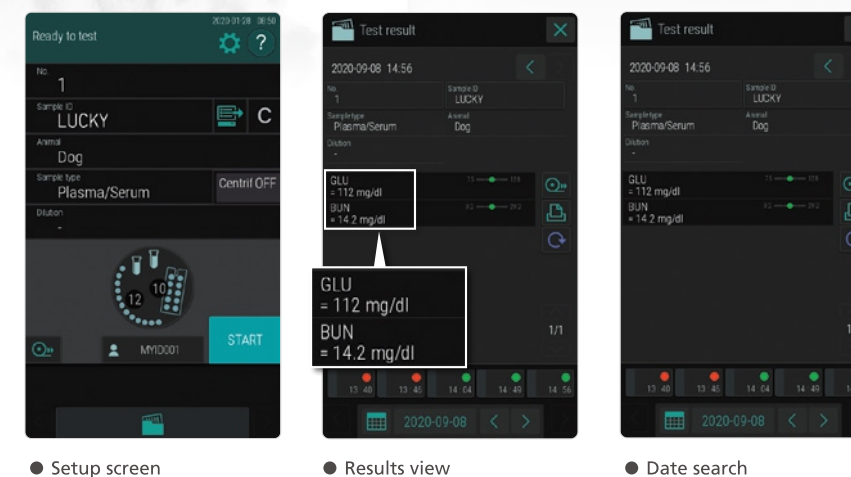 2020-01-28 08:50
Ready to test
?
No.
1
Sample ID
LUCKY
C
Animal
Dog
Sample type
Plasma/Serum
Centrif OFF
Dilution
-
12
10
START
MYID001
● Setup screen
Test result
2020-09-08 14:56
No.
1
Sample ID
LUCKY
Sample type
Plasma/Serum
Animal
Dog
Dilution
-
GLU
= 112 mg/dl
BUN
= 14.2 mg/dl
GLU
= 112 mg/dl
BUN
= 14.2 mg/dl
1/1
13 40
13 45
14 04
14 49
14 56
2020-09-08
● Results view
Test result
2020-09-08 14:56
No.
1
Sample ID
LUCKY
Sample type
Plasma/Serum
Animal
Dog
Dilution
-
GLU
= 112 mg/dl
BUN
= 14.2 mg/dl
13 40
13 45
14 04
14 49
2020-09-08
● Date search